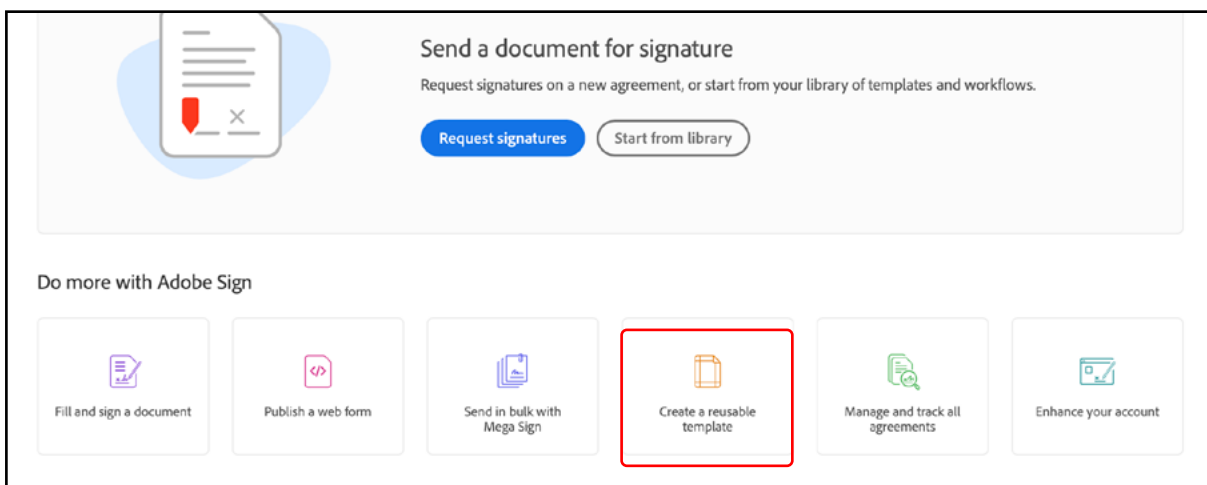 Send a document for signature
Request signatures on a new agreement, or start from your library of templates and workflows.
Request signatures
Start from library
Do more with Adobe Sign
Fill and sign a document
Publish a web form
Send in bulk with
Mega Sign
Create a reusable
template
Manage and track all
agreements
Enhance your account